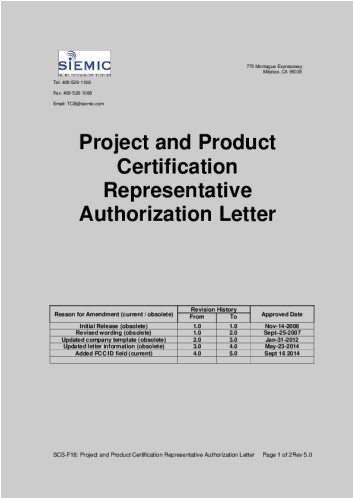 SIEMIC
775 Montague Expressway
Milpitas, CA 95035
Tel: 408-526-1188
Fax: 408-526-1088
Email: TCB@siemic.com
Project and Product
Certification
Representative
Authorization Letter
Reason for Amendment (current / obsolete) Revision History Approved Date
From To
Initial Release (obsolete) 1.0 1.0 Nov-14-2006
Revised wording (obsolete) 1.0 2.0 Sept-25-2007
Updated company template (obsolete) 2.0 3.0 Jan-31-2012
Updated letter information (obsolete) 3.0 4.0 May-23-2014
Added FCC ID field (current) 4.0 5.0 Sept 16 2014
SCS-F16: Project and Product Certification Representative Authorization Letter Page 1 of 2Rev 5.0